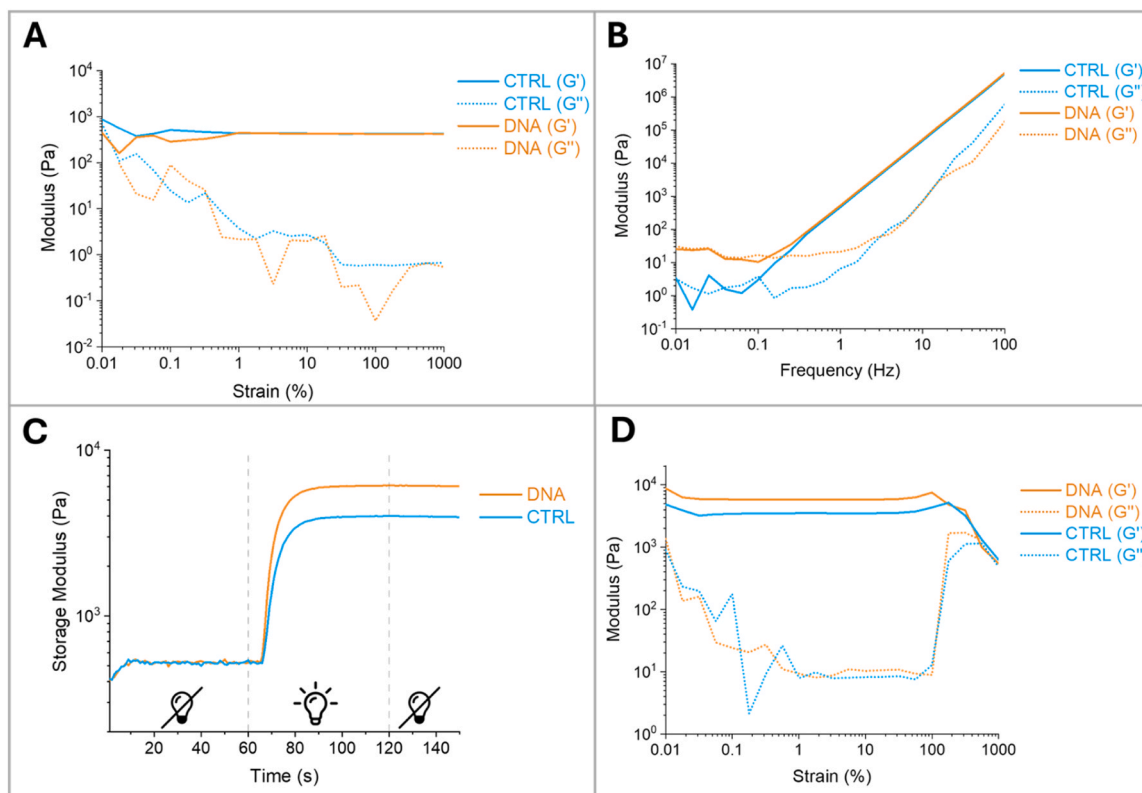 A
CTRL (G')
CTRL (G'')
DNA (G')
DNA (G'')
10^4
10^3
10^2
10^1
10^0
10^-1
10^-2
Modulus (Pa)
0.01 0.1 1 10 100 1000
Strain (%)
B
CTRL (G')
CTRL (G'')
DNA (G')
DNA (G'')
10^7
10^6
10^5
10^4
10^3
10^2
10^1
10^0
10^-1
Modulus (Pa)
0.01 0.1 1 10 100
Frequency (Hz)
C
DNA
CTRL
10^4
10^3
Storage Modulus (Pa)
20 40 60 80 100 120 140
Time (s)
D
DNA (G')
DNA (G'')
CTRL (G')
CTRL (G'')
10^4
10^3
10^2
10^1
10^0
Modulus (Pa)
0.01 0.1 1 10 100 1000
Strain (%)